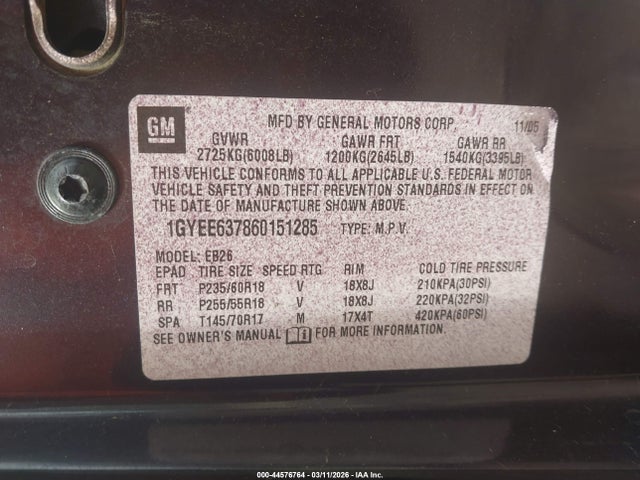 GM
MFD BY GENERAL MOTORS CORP. 11/05
GVWR GAWR FRT GAWR RR
2725KG(6008LB) 1200KG(2645LB) 1540KG(3395LB)
THIS VEHICLE CONFORMS TO ALL APPLICABLE U.S. FEDERAL MOTOR
VEHICLE SAFETY AND THEFT PREVENTION STANDARDS IN EFFECT ON
THE DATE OF MANUFACTURE SHOWN ABOVE.
1GYEE637860151285 TYPE: M.P.V.
MODEL: EB26
EPAD TIRE SIZE SPEED RTG RIM COLD TIRE PRESSURE
FRT P235/60R18 V 18X8J 210KPA(30PSI)
RR P255/55R18 V 18X8J 220KPA(32PSI)
SPA T145/70R17 M 17X4T 420KPA(60PSI)
SEE OWNER'S MANUAL FOR MORE INFORMATION.
000-44576764 | 03/11/2026 | IAA Inc.